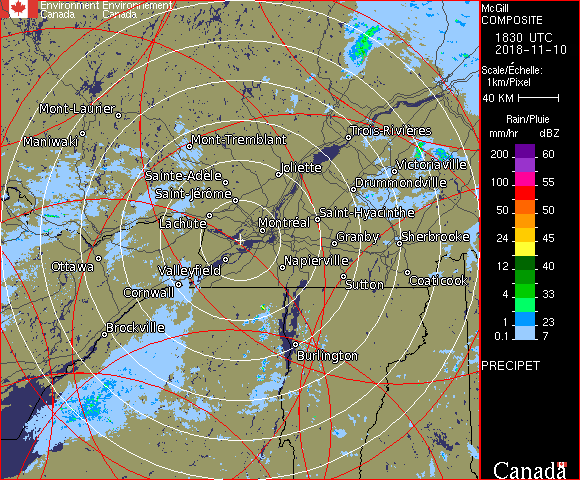 Environment Environnement
Canada Canada
McGill
COMPOSITE
1830 UTC
2018-11-10
Scale/Échelle:
1km/Pixel
40 KM
Rain/Pluie
mm/hr dBZ
200 60
100 55
50 50
24 45
12 40
4 33
1 23
0.1 7
PRECIPET
Canada
Mont-Laurier
Maniwaki
Mont-Tremblant
Trois-Rivières
Sainte-Adèle
Joliette
Victoriaville
Saint-Jérôme
Drummondville
Lachute
Montréal
Saint-Hyacinthe
Granby
Sherbrooke
Ottawa
Valleyfield
Napierville
Cornwall
Sutton
Coaticook
Brockville
Burlington